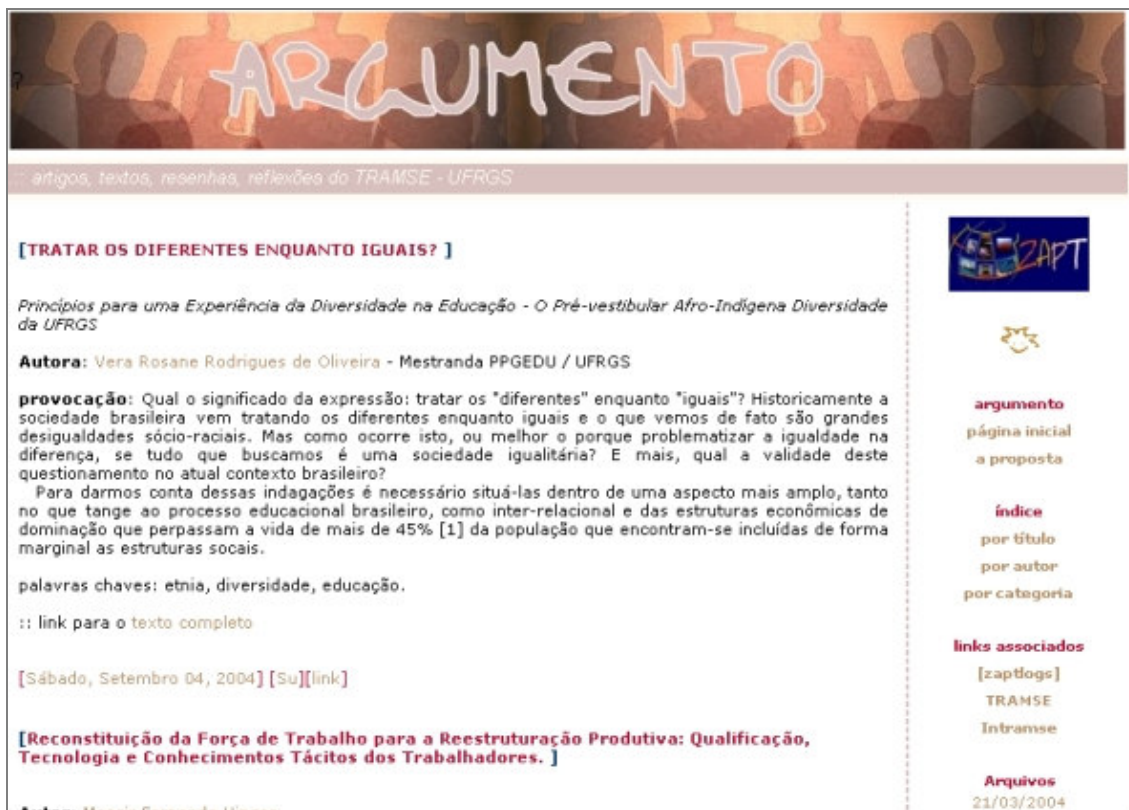 ARGUMENTO
?
:: artigos, textos, resenhas, reflexões do TRAMSE - UFRGS
[TRATAR OS DIFERENTES ENQUANTO IGUAIS? ]
Princípios para uma Experiência da Diversidade na Educação - O Pré-vestibular Afro-Indígena Diversidade
da UFRGS
Autora: Vera Rosane Rodrigues de Oliveira - Mestranda PPGEDU / UFRGS
provocação: Qual o significado da expressão: tratar os "diferentes" enquanto "iguais"? Historicamente a
sociedade brasileira vem tratando os diferentes enquanto iguais e o que vemos de fato são grandes
desigualdades sócio-raciais. Mas como ocorre isto, ou melhor o porque problematizar a igualdade na
diferença, se tudo que buscamos é uma sociedade igualitária? E mais, qual a validade deste
questionamento no atual contexto brasileiro?
Para darmos conta dessas indagações é necessário situá-las dentro de uma aspecto mais amplo, tanto
no que tange ao processo educacional brasileiro, como inter-relacional e das estruturas econômicas de
dominação que perpassam a vida de mais de 45% [1] da população que encontram-se incluídas de forma
marginal as estruturas socais.
palavras chaves: etnia, diversidade, educação.
:: link para o texto completo
[Sábado, Setembro 04, 2004] [Su][link]
[Reconstituição da Força de Trabalho para a Reestruturação Produtiva: Qualificação,
Tecnologia e Conhecimentos Tácitos dos Trabalhadores. ]
ZAPT
argumento
página inicial
a proposta
índice
por título
por autor
por categoria
links associados
[zaptlogs]
TRAMSE
Intramse
Arquivos
21/03/2004